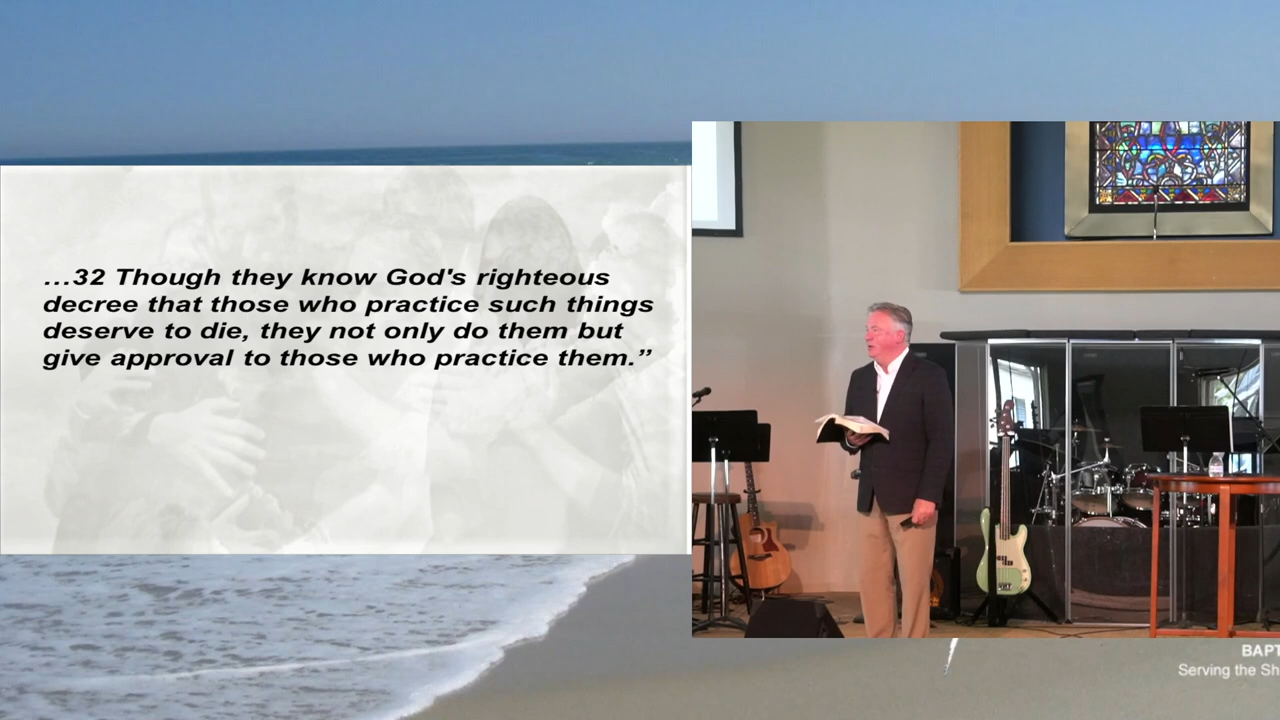 ...32 Though they know God's righteous
decree that those who practice such things
deserve to die, they not only do them but
give approval to those who practice them.”
BAPT
Serving the Sh